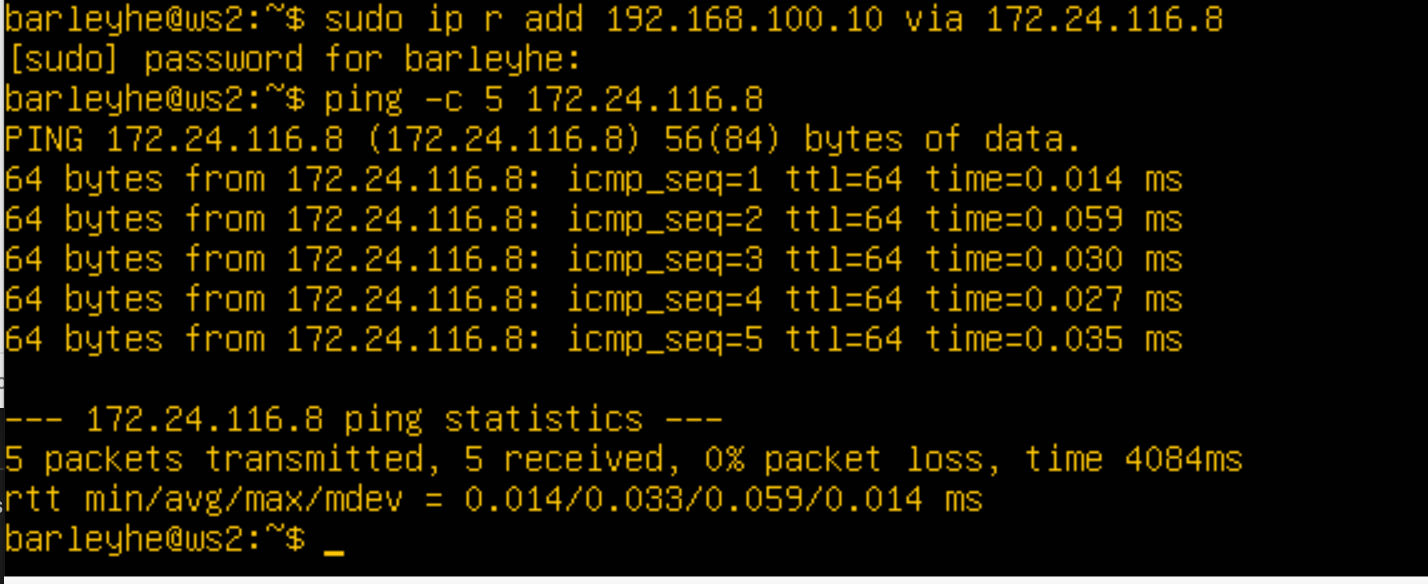 barleyhe@ws2:~$ sudo ip r add 192.168.100.10 via 172.24.116.8
[sudo] password for barleyhe:
barleyhe@ws2:~$ ping -c 5 172.24.116.8
PING 172.24.116.8 (172.24.116.8) 56(84) bytes of data.
64 bytes from 172.24.116.8: icmp_seq=1 ttl=64 time=0.014 ms
64 bytes from 172.24.116.8: icmp_seq=2 ttl=64 time=0.059 ms
64 bytes from 172.24.116.8: icmp_seq=3 ttl=64 time=0.030 ms
64 bytes from 172.24.116.8: icmp_seq=4 ttl=64 time=0.027 ms
64 bytes from 172.24.116.8: icmp_seq=5 ttl=64 time=0.035 ms
--- 172.24.116.8 ping statistics ---
5 packets transmitted, 5 received, 0% packet loss, time 4084ms
rtt min/avg/max/mdev = 0.014/0.033/0.059/0.014 ms
barleyhe@ws2:~$ _